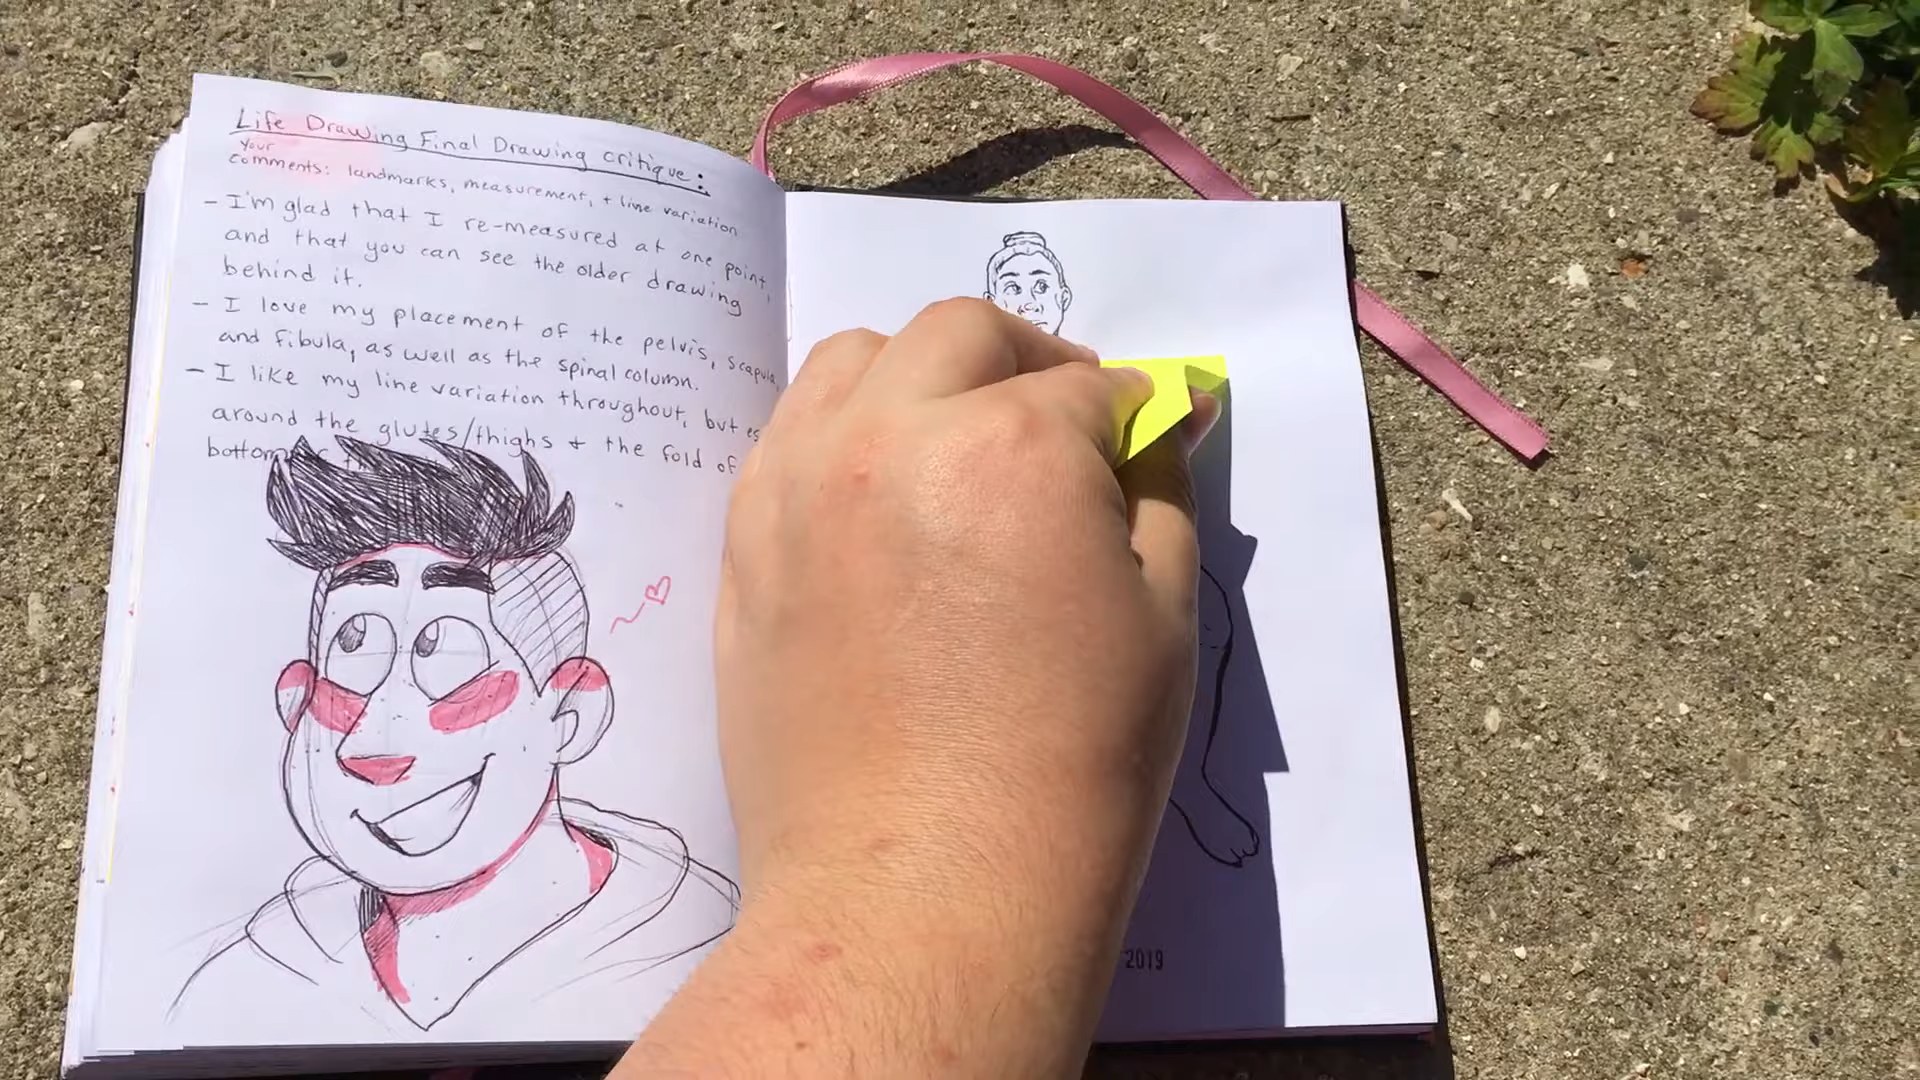 Life Drawing Final Drawing critique:
your
comments: landmarks, measurement, + line variation
- I'm glad that I re-measured at one point,
and that you can see the older drawing
behind it.
- I love my placement of the pelvis, scapula,
and fibula, as well as the spinal column.
- I like my line variation throughout, but
around the glutes/thighs + the fold of
bottom
2019